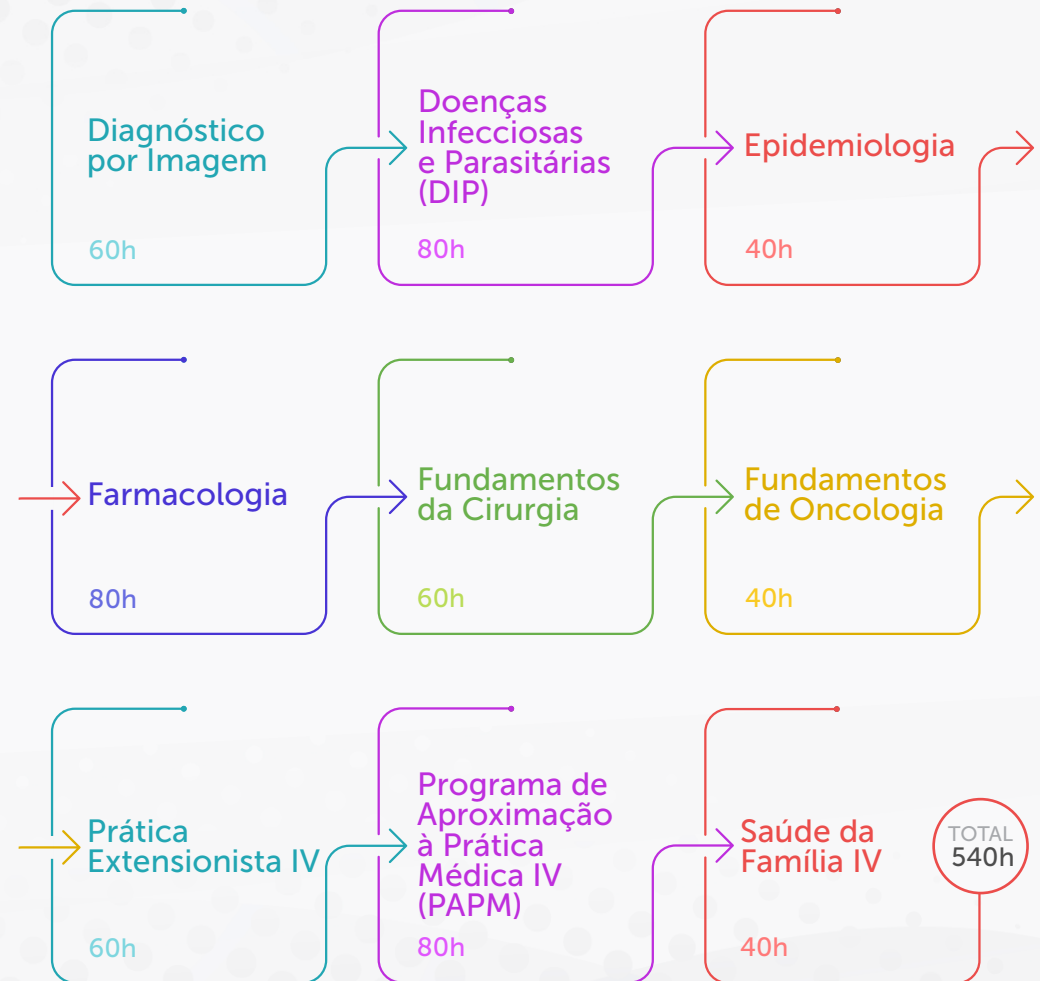 Diagnóstico
por Imagem
60h
Doenças
Infecciosas
e Parasitárias
(DIP)
80h
Epidemiologia
40h
Farmacologia
80h
Fundamentos
da Cirurgia
60h
Fundamentos
de Oncologia
40h
Prática
Extensionista IV
60h
Programa de
Aproximação
à Prática
Médica IV
(PAPM)
80h
Saúde da
Família IV
40h
TOTAL
540h